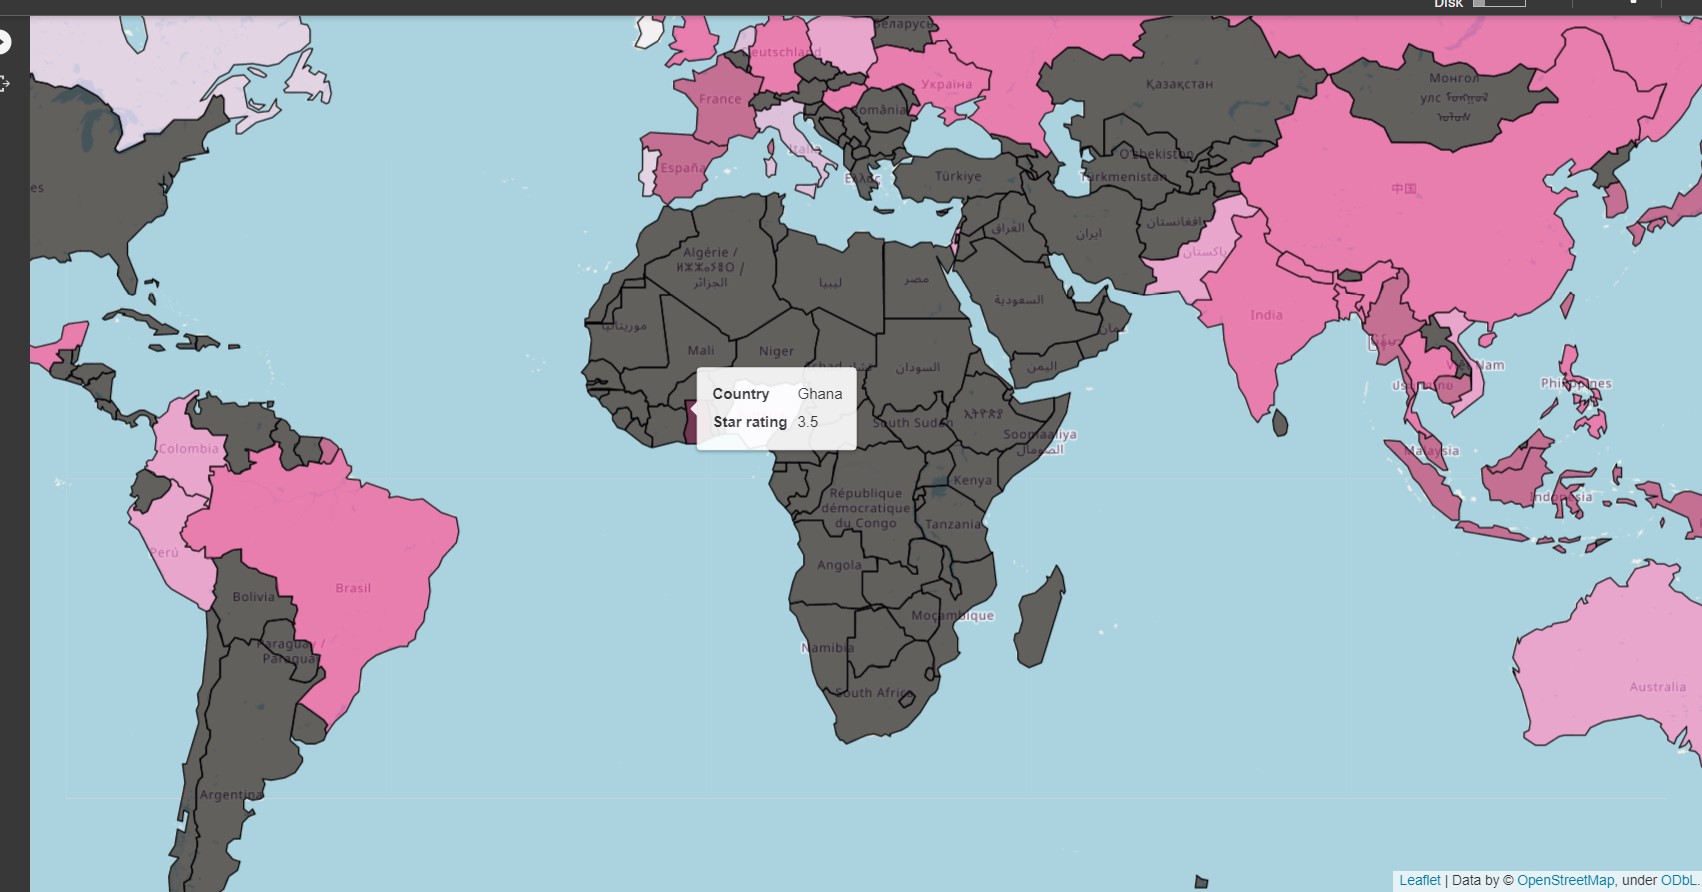 Disk
Беларусь
Deutschland
France
Україна
Қазақстан
Монгол
улс
România
España
Italia
Ελλάς
Türkiye
O'zbekiston
Türkmenistan
中国
افغانستان
ایران
العراق
پاکستان
Algérie /
ⵍⵣⵣⴰⵢⴻⵔ /
الجزائر
ليبيا
مصر
السعودية
عمان
اليمن
India
موريتانيا
Mali
Niger
السودان
Country Ghana
Star rating 3.5
South Sudan
Soomaaliya
الصومال
Việt Nam
Philippines
Malaysia
Indonesia
Colombia
Kenya
République
démocratique
du Congo
Tanzania
Perú
Angola
Brasil
Bolivia
Moçambique
Paraguay /
Paraguái
Namibia
South Africa
Australia
Argentina
Leaflet | Data by © OpenStreetMap, under ODbL.